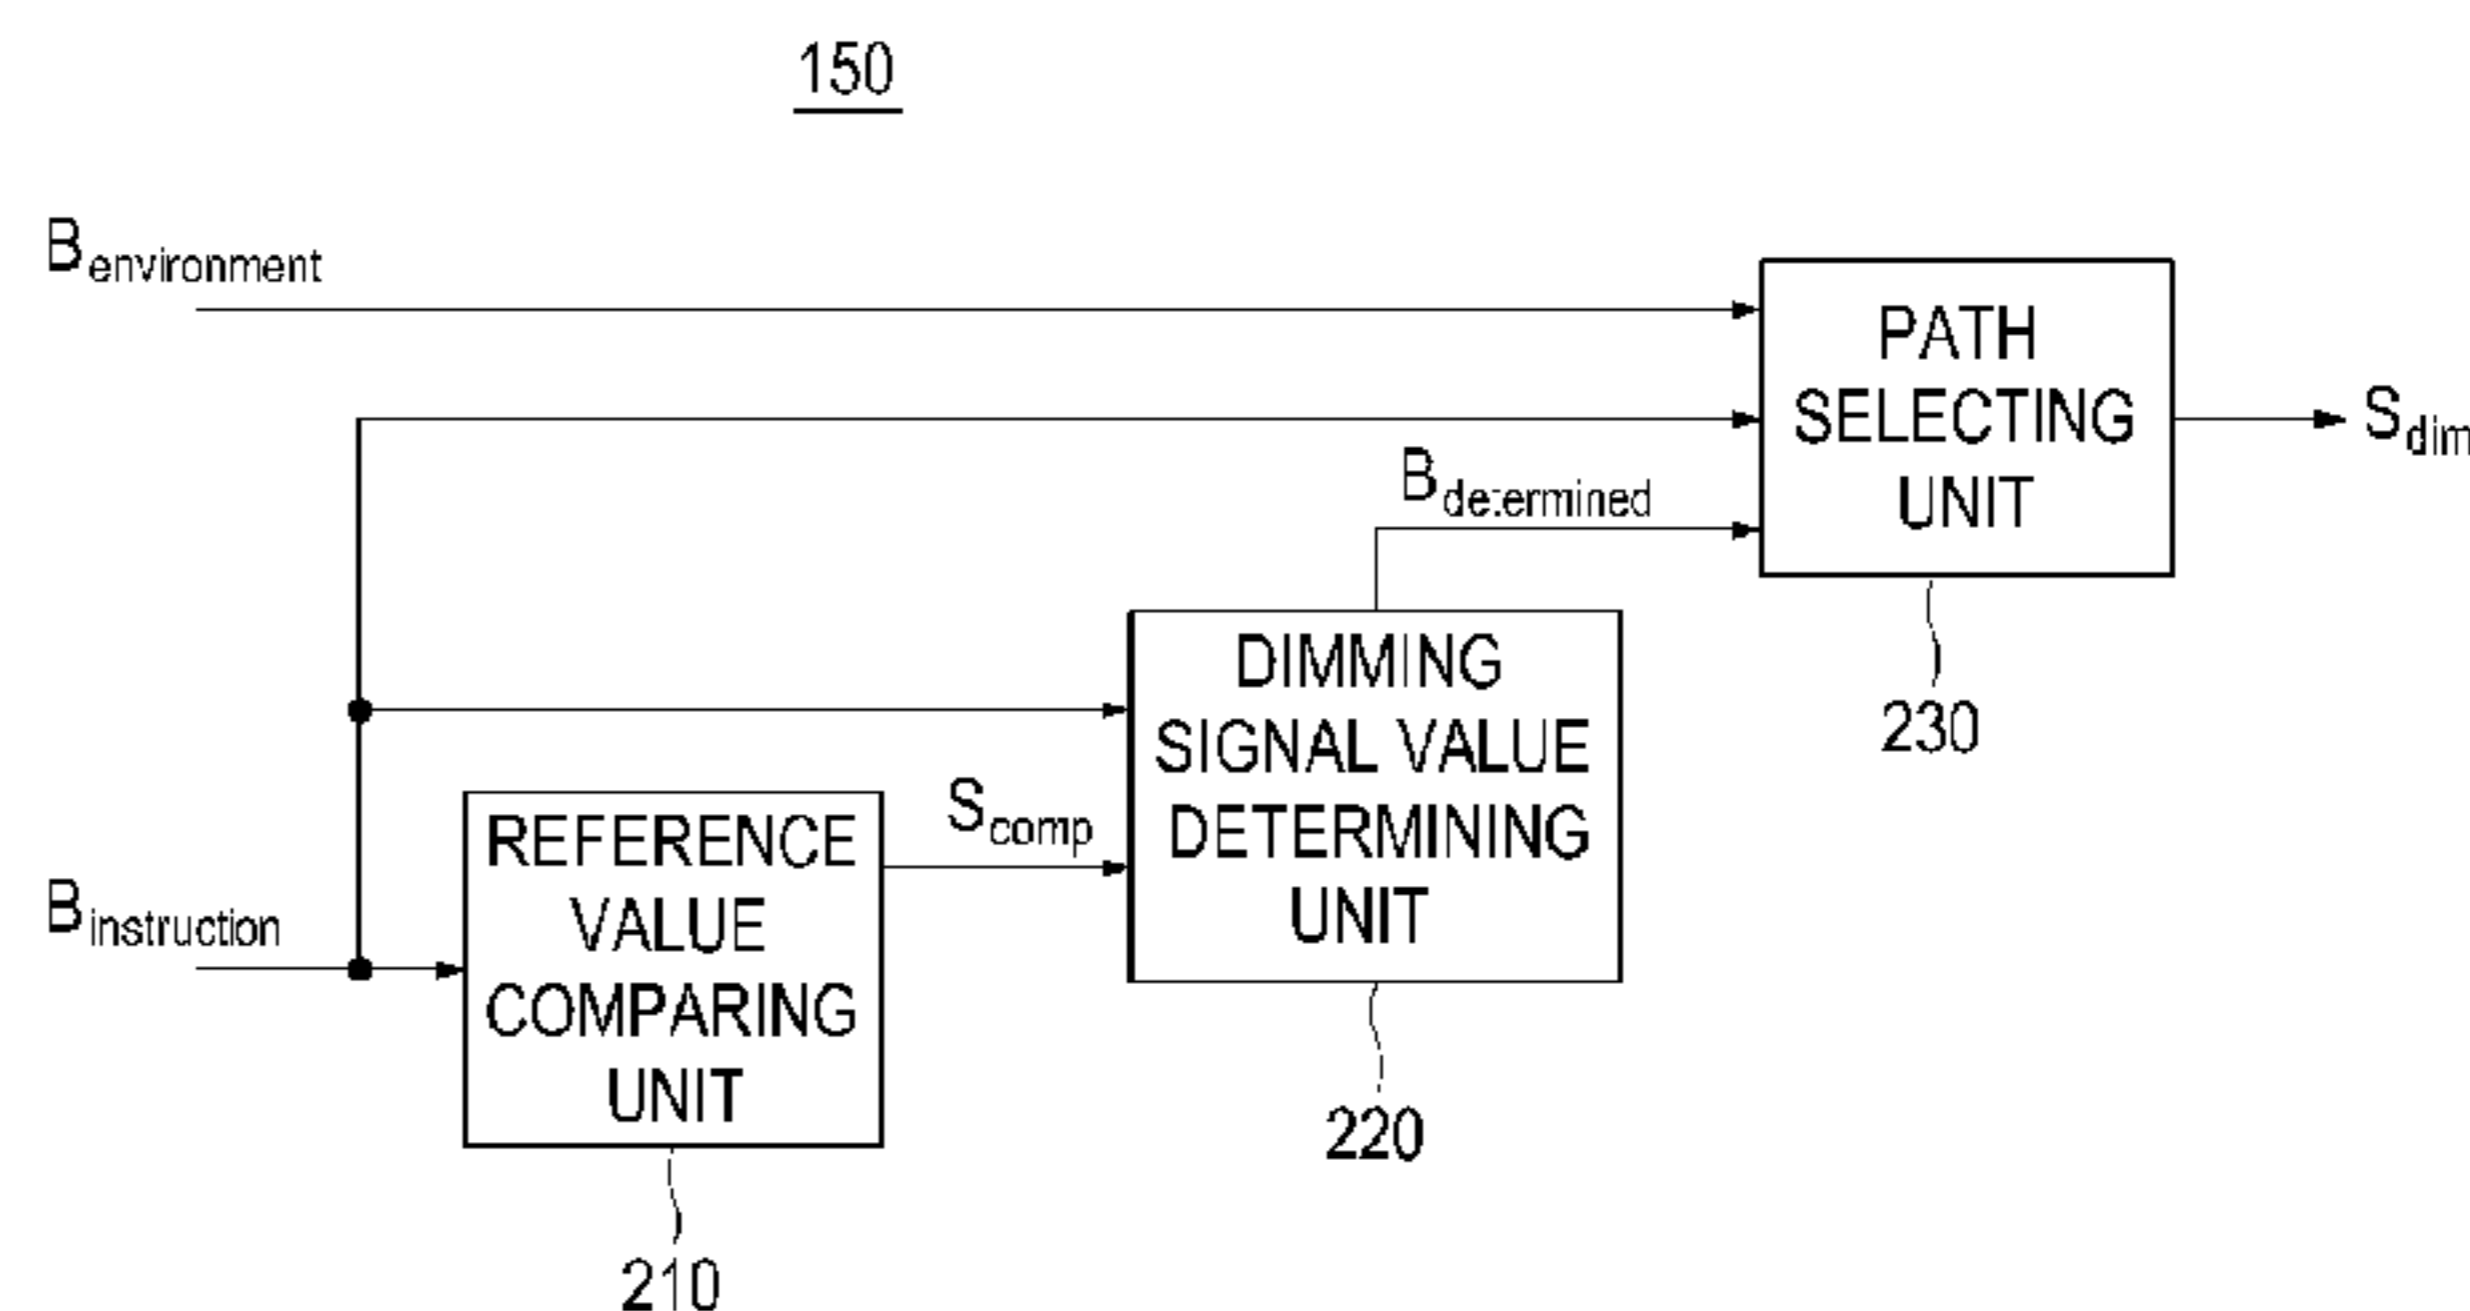 150
B environment
PATH
SELECTING
UNIT
S dim
B determined
230
DIMMING
SIGNAL VALUE
DETERMINING
UNIT
220
S comp
B instruction
REFERENCE
VALUE
COMPARING
UNIT
210